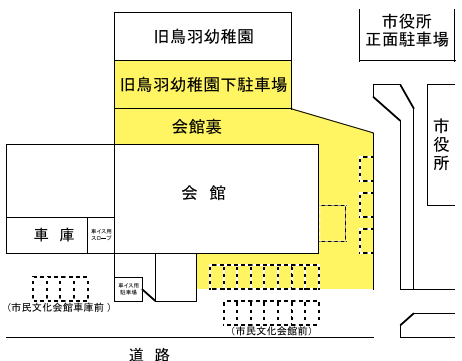 旧鳥羽幼稚園
市役所
正面駐車場
旧鳥羽幼稚園下駐車場
会館裏
市役所
会館
車庫
車イス用
スロープ
車イス用
駐車場
(市民文化会館車庫前)
(市民文化会館前)
道路